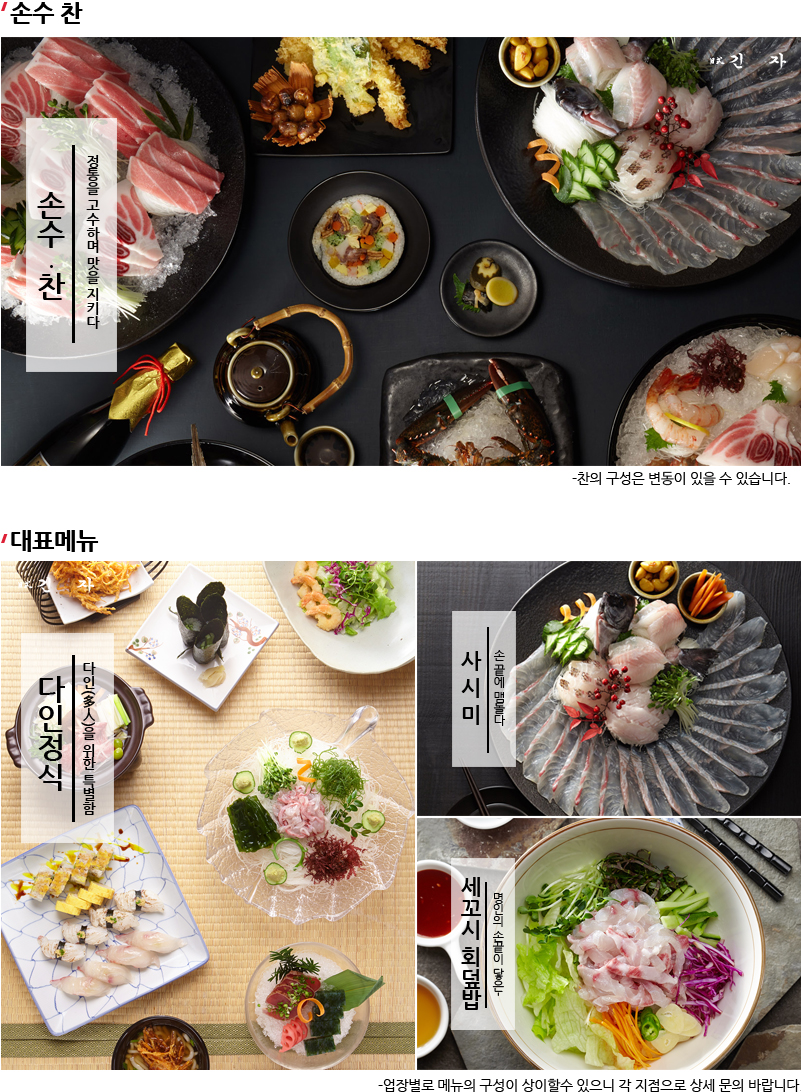 손수 찬
긴 자
손수·찬
정통을 고수하며 맛을 지키다
-찬의 구성은 변동이 있을 수 있습니다.
대표메뉴
긴 자
다인정식
다인(多人)을 위한 특별함
사시미
손 끝에 맴돌다
세꼬시 회덮밥
명인의 손끝이 닿은
-업장별로 메뉴의 구성이 상이할수 있으니 각 지점으로 상세 문의 바랍니다.